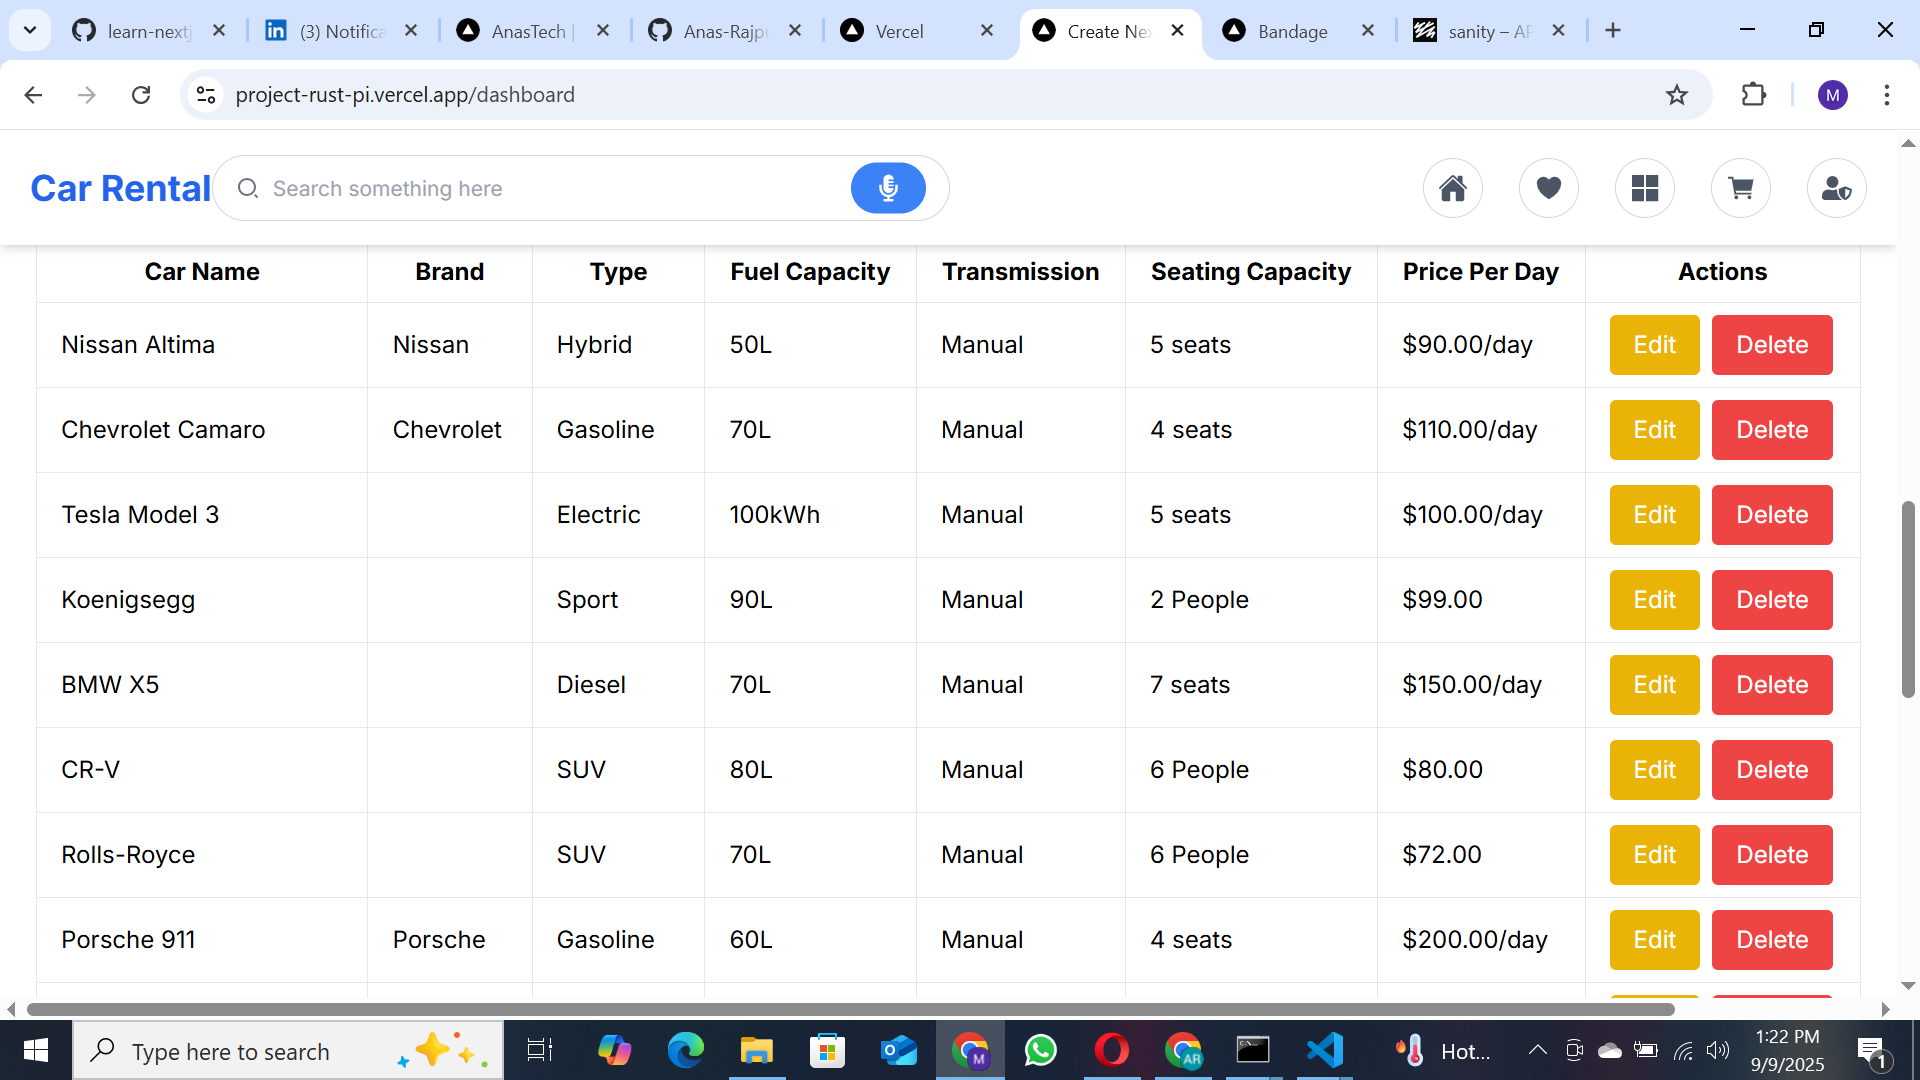 learn-nextj
(3) Notifica
AnasTech |
Anas-Rajpu
Vercel
Create Nex
Bandage
sanity – AP
project-rust-pi.vercel.app/dashboard
M
Car Rental
Search something here
Car Name Brand Type Fuel Capacity Transmission Seating Capacity Price Per Day Actions
Nissan Altima Nissan Hybrid 50L Manual 5 seats $90.00/day Edit Delete
Chevrolet Camaro Chevrolet Gasoline 70L Manual 4 seats $110.00/day Edit Delete
Tesla Model 3 Electric 100kWh Manual 5 seats $100.00/day Edit Delete
Koenigsegg Sport 90L Manual 2 People $99.00 Edit Delete
BMW X5 Diesel 70L Manual 7 seats $150.00/day Edit Delete
CR-V SUV 80L Manual 6 People $80.00 Edit Delete
Rolls-Royce SUV 70L Manual 6 People $72.00 Edit Delete
Porsche 911 Porsche Gasoline 60L Manual 4 seats $200.00/day Edit Delete
Type here to search
M
AR
Hot...
1:22 PM
9/9/2025
1